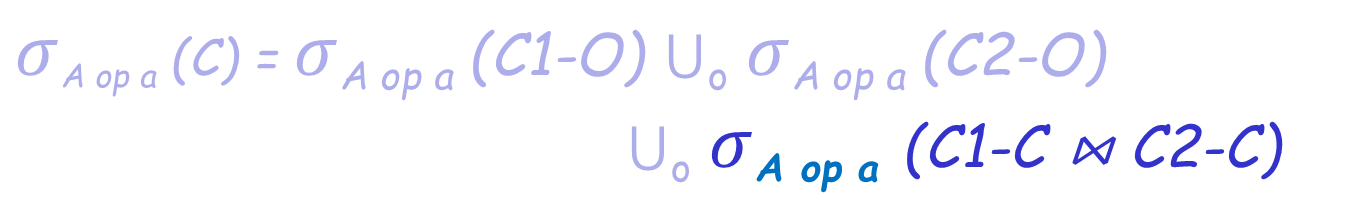 σ A op a (C) = σ A op a (C1-O) ∪o σ A op a (C2-O)
∪o σ A op a (C1-C ⋈ C2-C)